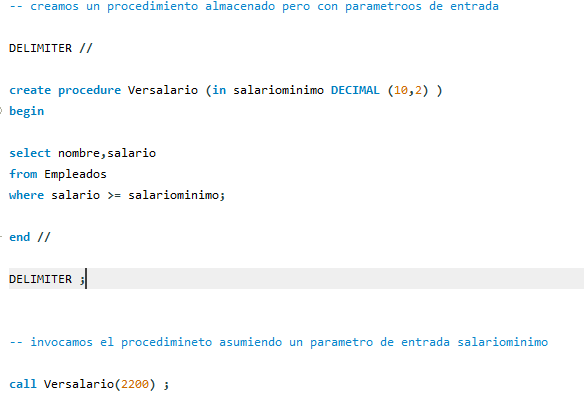 -- creamos un procedimiento almacenado pero con parametroos de entrada
DELIMITER //
create procedure Versalario (in salariominimo DECIMAL (10,2) )
begin
select nombre,salario
from Empleados
where salario >= salariominimo;
end //
DELIMITER ;
-- invocamos el procedimineto asumiendo un parametro de entrada salariominimo
call Versalario(2200) ;